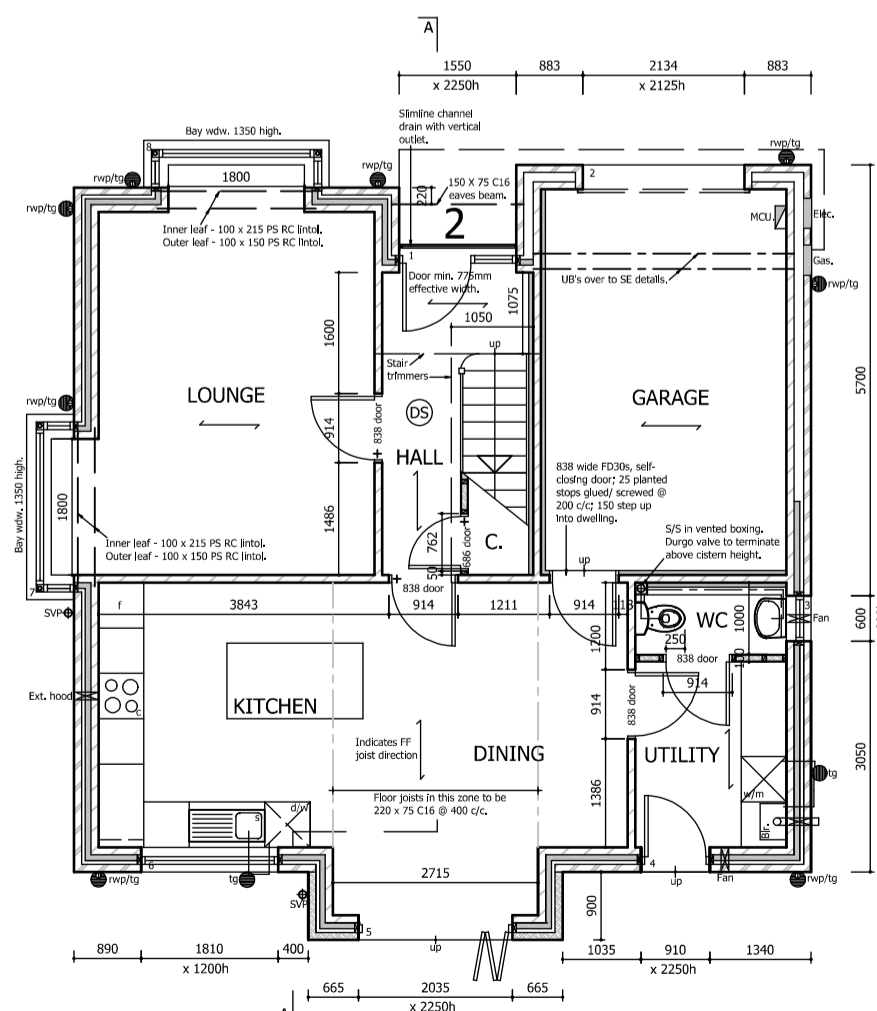 A
1550
883
2134
883
x 2250h
x 2125h
Slimline channel
drain with vertical
outlet.
Bay wdw. 1350 high.
8
rwp/tg
1800
rwp/tg
220
150 X 75 C16
eaves beam.
2
rwp/tg
2
rwp/tg
Inner leaf - 100 x 215 PS RC lintol.
Outer leaf - 100 x 150 PS RC lintol.
MCU.
Elec.
1
Door min. 775mm
effective width.
UB's over to SE details.
Gas.
rwp/tg
1075
1050
1600
up
Stair
trimmers
LOUNGE
GARAGE
5700
rwp/tg
DS
914
838 door
HALL
Bay wdw. 1350 high.
1800
838 wide FD30s, self-
closing door; 25 planted
stops glued/ screwed @
200 c/c; 150 step up
into dwelling.
1486
Inner leaf - 100 x 215 PS RC lintol.
Outer leaf - 100 x 150 PS RC lintol.
762
686 door
C.
50
up
S/S in vented boxing.
Durgo valve to terminate
above cistern height.
7
SVP
f
838 door
3843
914
1211
914
113
WC
1000
3
600
Fan
1200
250
838 door
100
914
Ext. hood
c
KITCHEN
914
838 door
Indicates FF
joist direction
DINING
UTILITY
3050
1386
Floor joists in this zone to be
220 x 75 C16 @ 400 c/c.
d/w
s
w/m
tg
Blr.
6
4
rwp/tg
tg
2715
up
Fan
rwp/tg
SVP
900
5
up
890
1810
400
1035
910
1340
x 1200h
x 2250h
665
2035
665
x 2250h
A